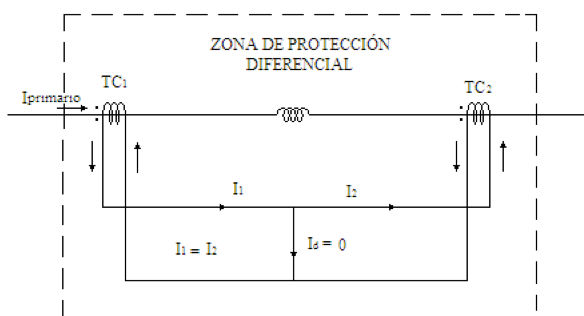 ZONA DE PROTECCIÓN
DIFERENCIAL
TC1
TC2
Iprimario
I1
I2
I1 = I2
Id = 0